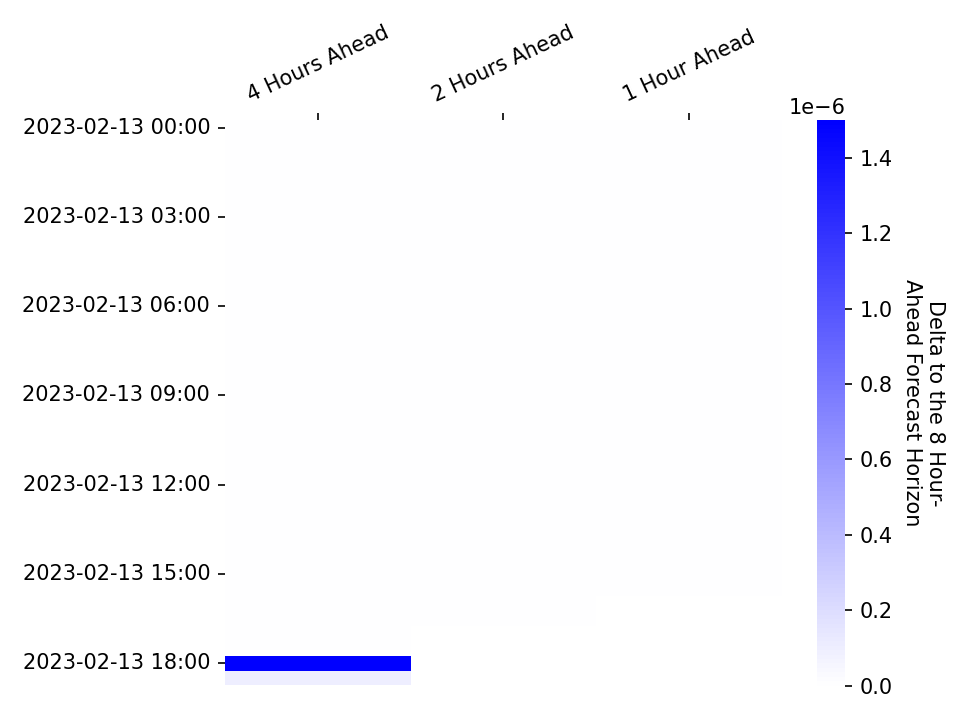 4 Hours Ahead
2 Hours Ahead
1 Hour Ahead
1e−6
2023-02-13 00:00
2023-02-13 03:00
2023-02-13 06:00
2023-02-13 09:00
2023-02-13 12:00
2023-02-13 15:00
2023-02-13 18:00
1.4
1.2
1.0
0.8
0.6
0.4
0.2
0.0
Delta to the 8 Hour-
Ahead Forecast Horizon